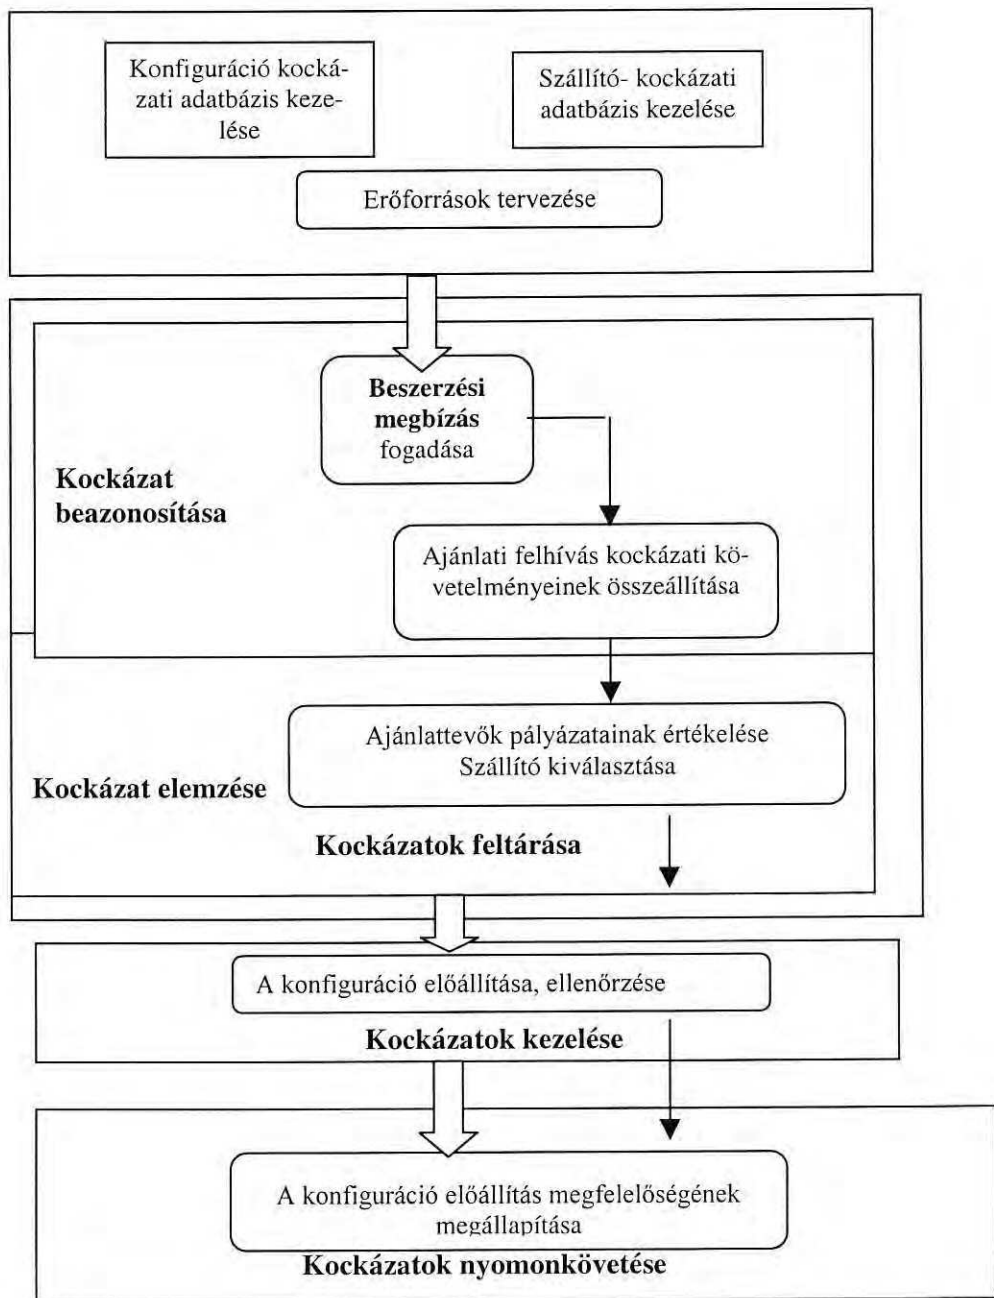 Konfiguráció kocká-
zati adatbázis keze-
lése
Szállító- kockázati
adatbázis kezelése
Erőforrások tervezése
Beszerzési
megbízás
fogadása
Kockázat
beazonosítása
Ajánlati felhívás kockázati kö-
vetelményeinek összeállítása
Ajánlattevők pályázatainak értékelése
Szállító kiválasztása
Kockázat elemzése
Kockázatok feltárása
A konfiguráció előállítása, ellenőrzése
Kockázatok kezelése
A konfiguráció előállítás megfelelőségének
megállapítása
Kockázatok nyomonkövetése